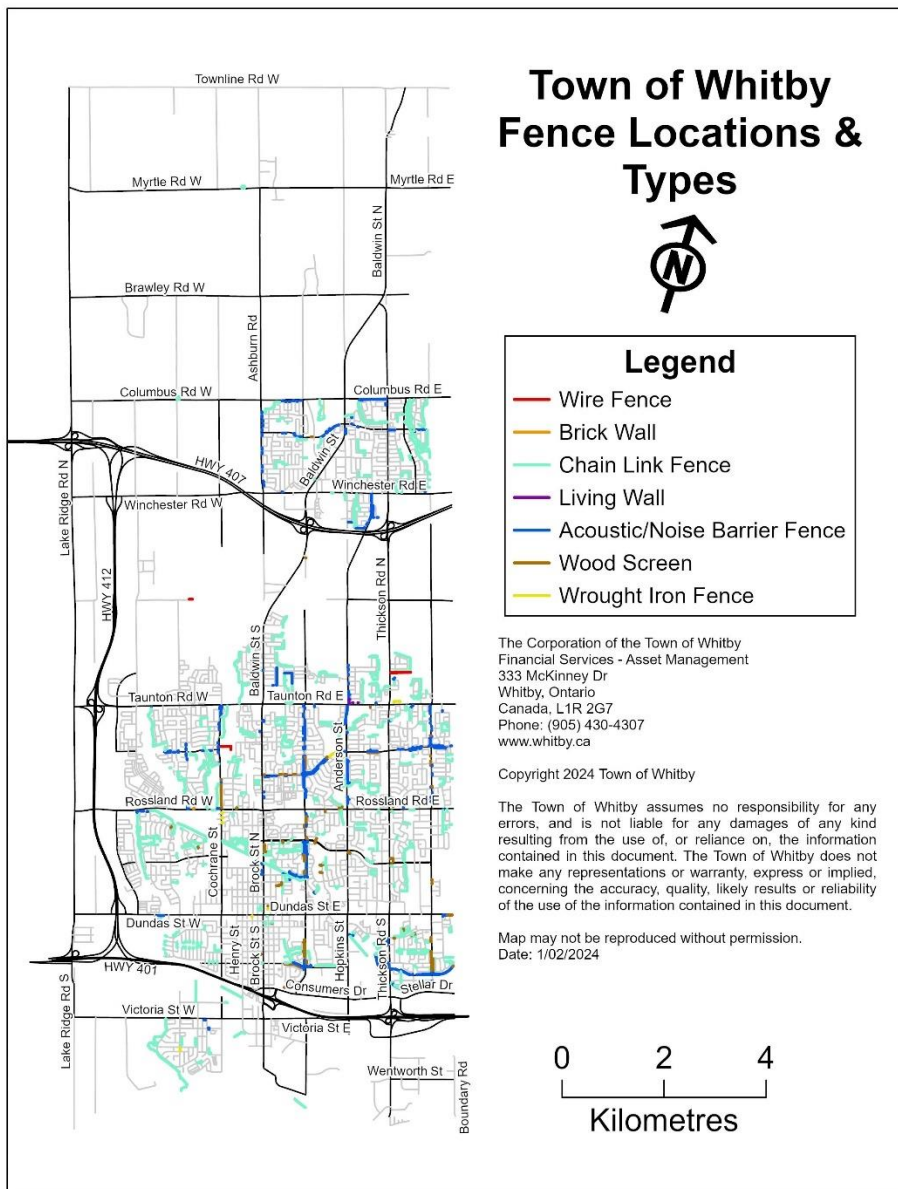 Town of Whitby
Fence Locations &
Types
N
Legend
Wire Fence
Brick Wall
Chain Link Fence
Living Wall
Acoustic/Noise Barrier Fence
Wood Screen
Wrought Iron Fence
The Corporation of the Town of Whitby
Financial Services - Asset Management
333 McKinney Dr
Whitby, Ontario
Canada, L1R 2G7
Phone: (905) 430-4307
www.whitby.ca
Copyright 2024 Town of Whitby
The Town of Whitby assumes no responsibility for any
errors, and is not liable for any damages of any kind
resulting from the use of, or reliance on, the information
contained in this document. The Town of Whitby does not
make any representations or warranty, express or implied,
concerning the accuracy, quality, likely results or reliability
of the use of the information contained in this document.
Map may not be reproduced without permission.
Date: 1/02/2024
0 2 4
Kilometres
Townline Rd W
Myrtle Rd W
Myrtle Rd E
Baldwin St N
Brawley Rd W
Ashburn Rd
Columbus Rd W
Columbus Rd E
Baldwin St
Lake Ridge Rd N
HWY 407
Winchester Rd W
Winchester Rd E
HWY 412
Thickson Rd N
Baldwin St S
Taunton Rd W
Taunton Rd E
Anderson St
Rossland Rd W
Rossland Rd E
Cochrane St
Brock St N
Dundas St E
Dundas St W
Henry St
Brock St S
Hopkins St
Thickson Rd S
HWY 401
Consumers Dr
Stellar Dr
Lake Ridge Rd S
Victoria St W
Victoria St E
Wentworth St
Boundary Rd